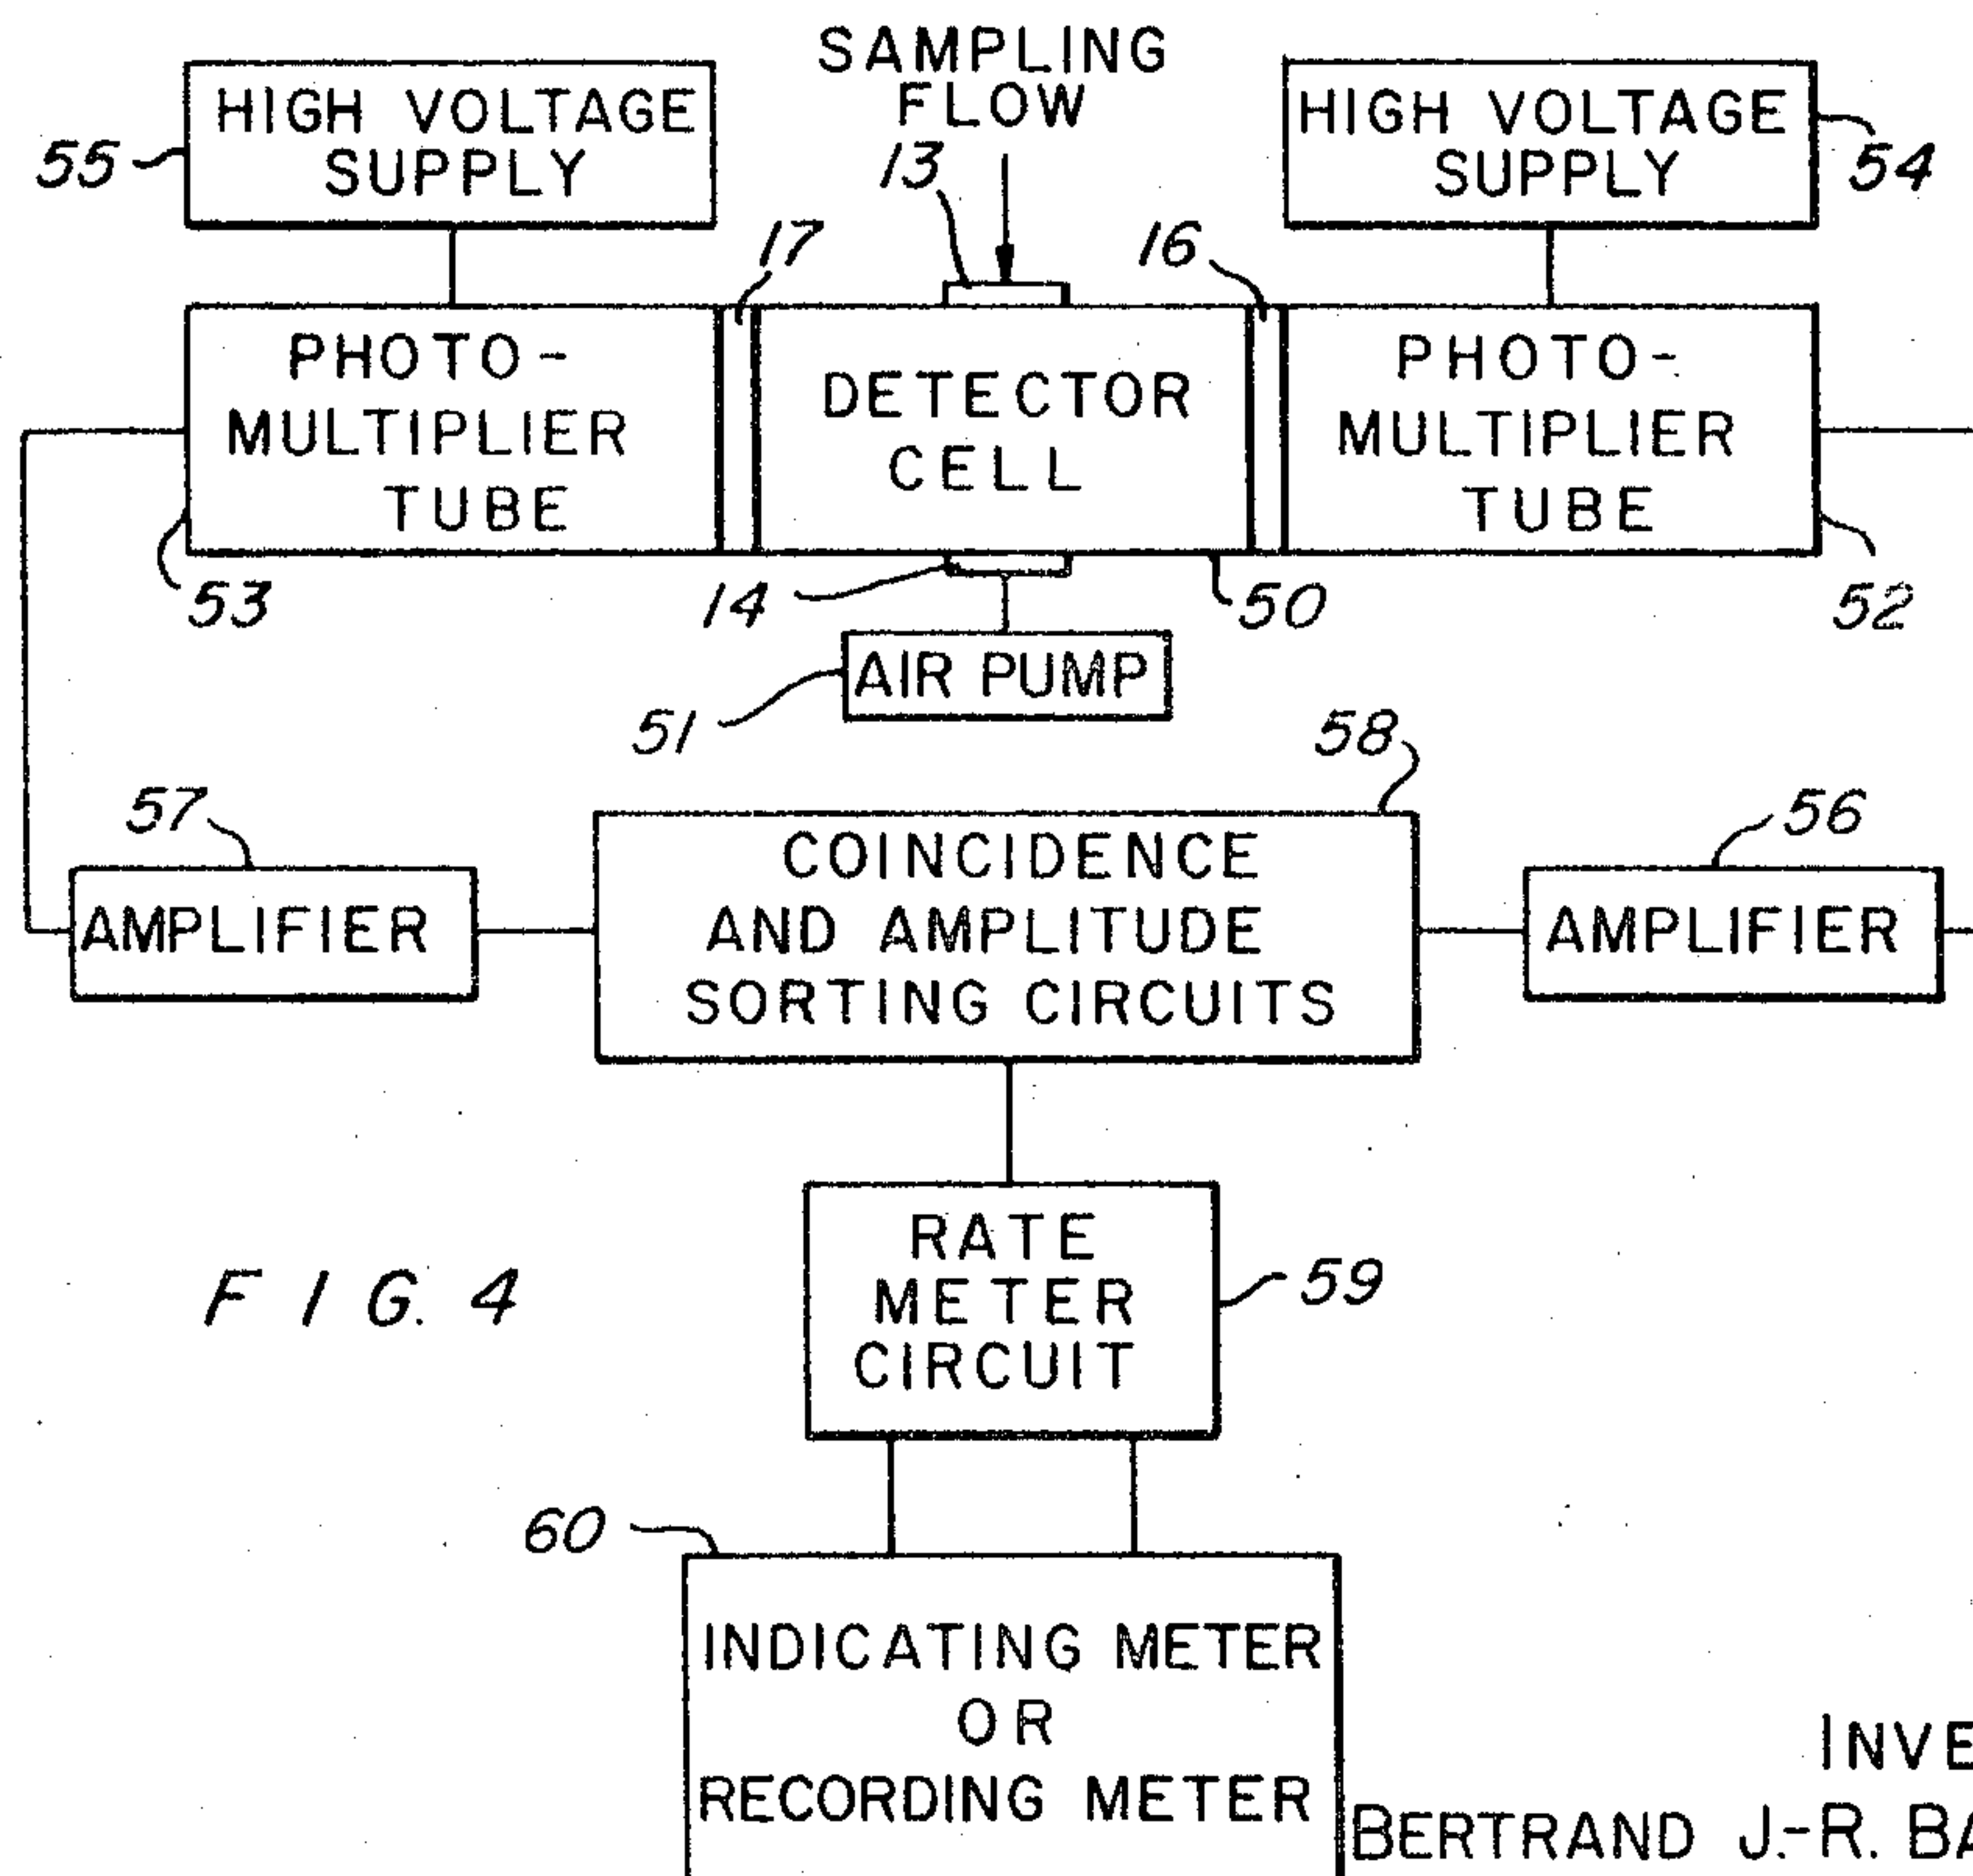 SAMPLING
FLOW
HIGH VOLTAGE
SUPPLY
HIGH VOLTAGE
SUPPLY
55
13
54
17
16
PHOTO-
MULTIPLIER
TUBE
DETECTOR
CELL
PHOTO-
MULTIPLIER
TUBE
53
14
50
52
AIR PUMP
51
58
57
56
COINCIDENCE
AND AMPLITUDE
SORTING CIRCUITS
AMPLIFIER
AMPLIFIER
RATE
METER
CIRCUIT
59
FIG. 4
60
INDICATING METER
OR
RECORDING METER
BERTRAND J.-R.